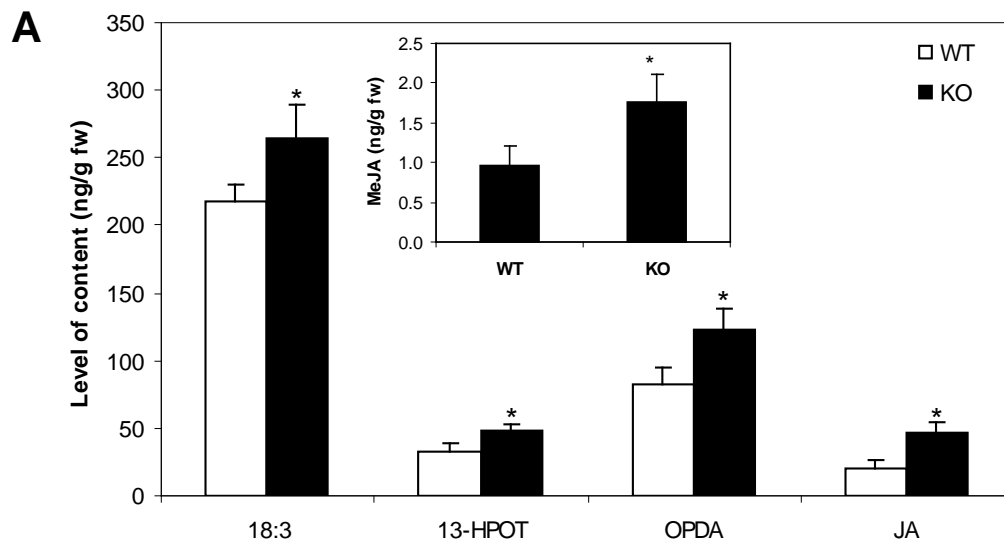 A
Level of content (ng/g fw)
350
300
250
200
150
100
50
0
18:3
13-HPOT
OPDA
JA
*
*
*
*
MeJA (ng/g fw)
2.5
2.0
1.5
1.0
0.5
0.0
*
WT
KO
WT
KO